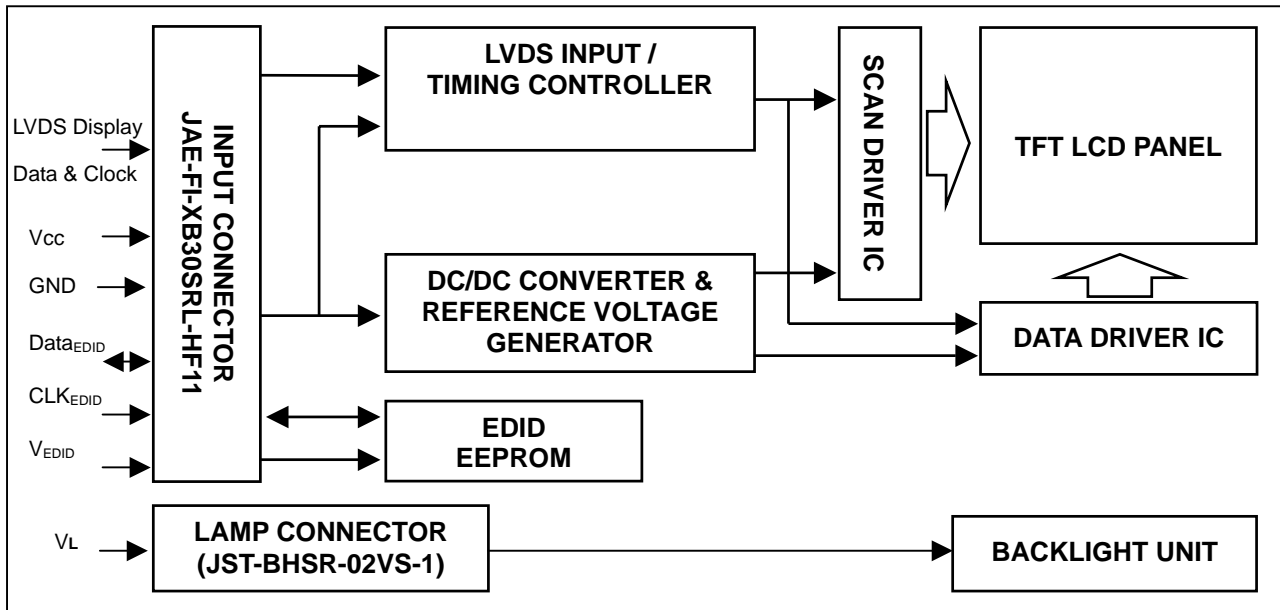 LVDS Display
Data & Clock
Vcc
GND
DataEDID
CLKEDID
VEDID
VL
INPUT CONNECTOR
JAE-FI-XB30SRL-HF11
LVDS INPUT /
TIMING CONTROLLER
DC/DC CONVERTER &
REFERENCE VOLTAGE
GENERATOR
EDID
EEPROM
SCAN DRIVER IC
TFT LCD PANEL
DATA DRIVER IC
LAMP CONNECTOR
(JST-BHSR-02VS-1)
BACKLIGHT UNIT